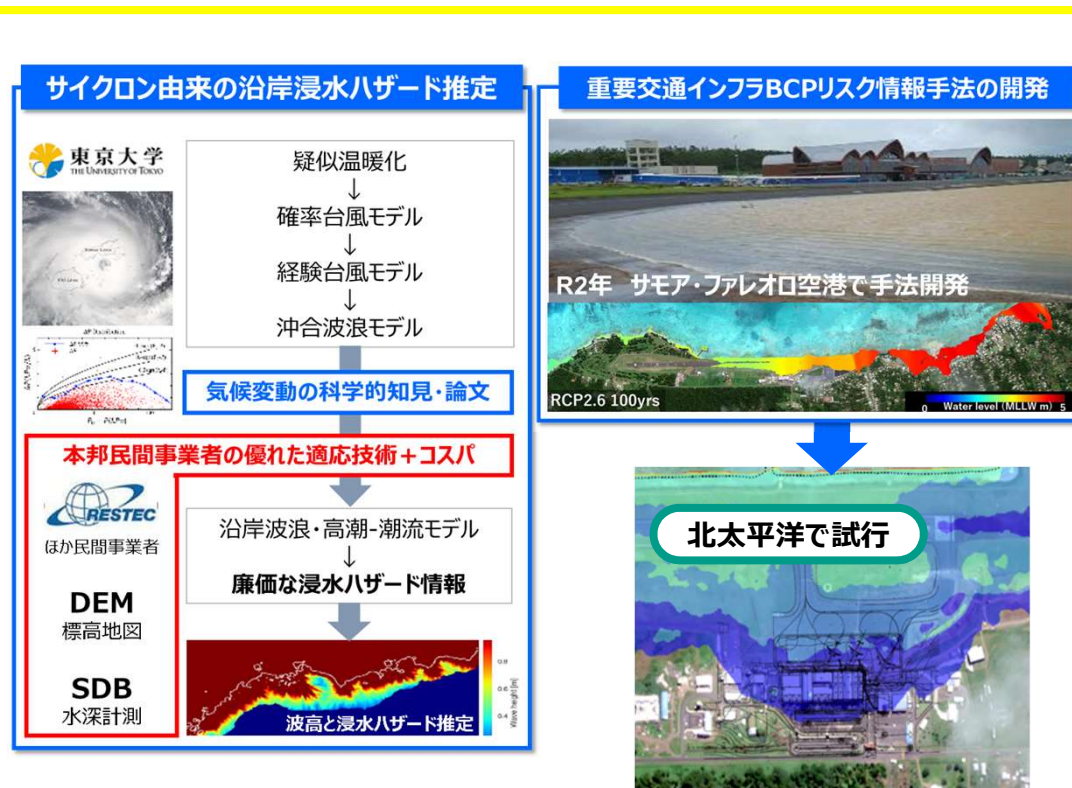 サイクロン由来の沿岸浸水ハザード推定
東京大学
THE UNIVERSITY OF TOKYO
疑似温暖化
↓
確率台風モデル
↓
経験台風モデル
↓
沖合波浪モデル
気候変動の科学的知見・論文
本邦民間事業者の優れた適応技術+コスパ
RESTEC
ほか民間事業者
DEM
標高地図
SDB
水深計測
沿岸波浪・高潮-潮流モデル
↓
廉価な浸水ハザード情報
波高と浸水ハザード推定
0.8
0.6
0.4
Wave height [m]
重要交通インフラBCPリスク情報手法の開発
R2年 サモア・ファレオロ空港で手法開発
RCP2.6 100yrs
0 Water level (MLLW m) 5
北太平洋で試行